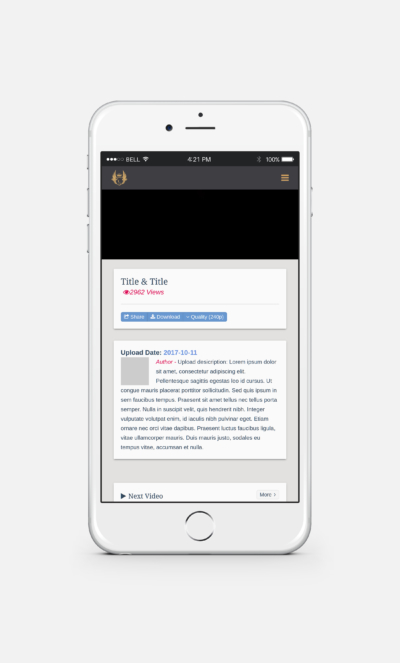 BELL 4:21 PM 100%
Title & Title
2962 Views
Share Download Quality (240p)
Upload Date: 2017-10-11
Author - Upload desicription: Lorem ipsum dolor
sit amet, consectetur adipiscing elit.
Pellentesque sagitis egestas leo id cursus. Ut
congue mauris placerat porttitor sollicitudin. Sed quis ipsum in
sem faucibus tempus. Praesent sit amet tellus nec tellus porta
semper. Nulla in suscipit velit, quis hendrerit nibh. Integer
vulputate volutpat enim, id iaculis nibh pulvinar eget. Etiam
ornare nec orci vitae dapibus. Praesent luctus faucibus ligula,
vitae ullamcorper mauris. Duis mauris justo, sodales eu
tempus vitae, accumsan et nulla.
Next Video More